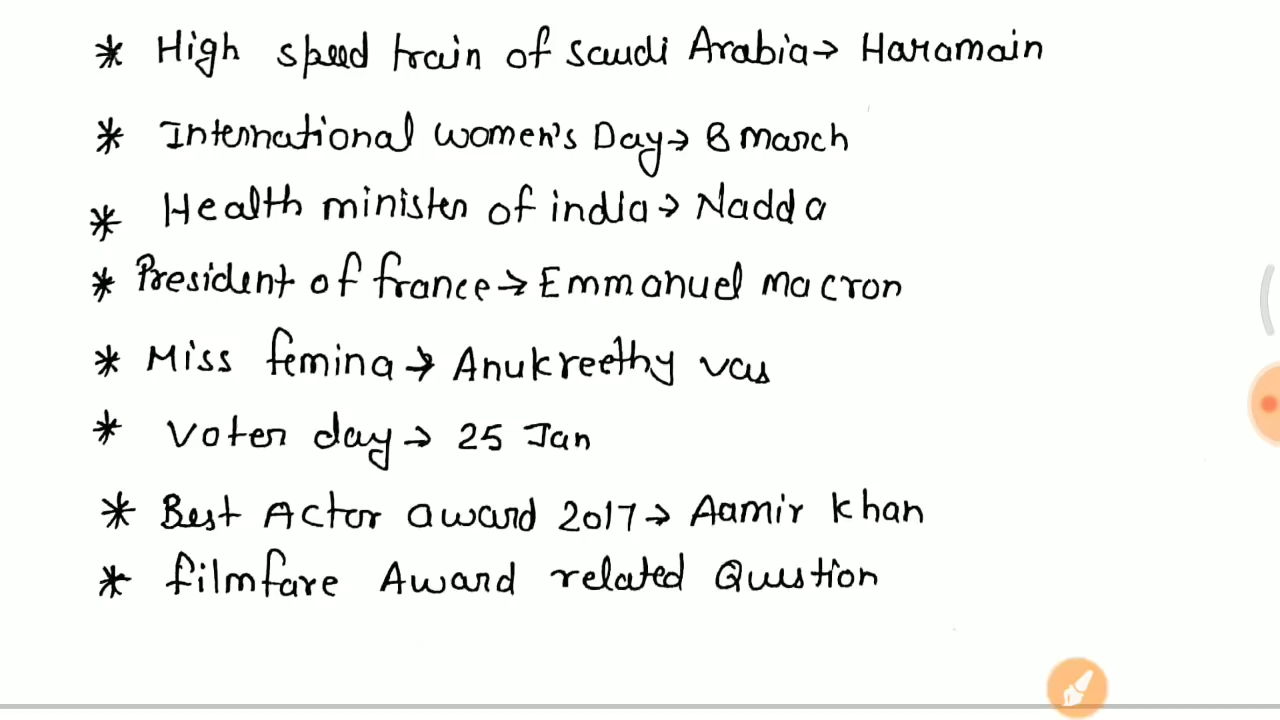 * High speed train of saudi Arabia→ Haramain
* International women's Day→ 8 march
* Health minister of india→ Nadda
* President of france→ Emmanuel macron
* Miss femina → Anukreethy vas
* Voter day→ 25 Jan
* Best Actor award 2017→ Aamir khan
* filmfare Award related Question